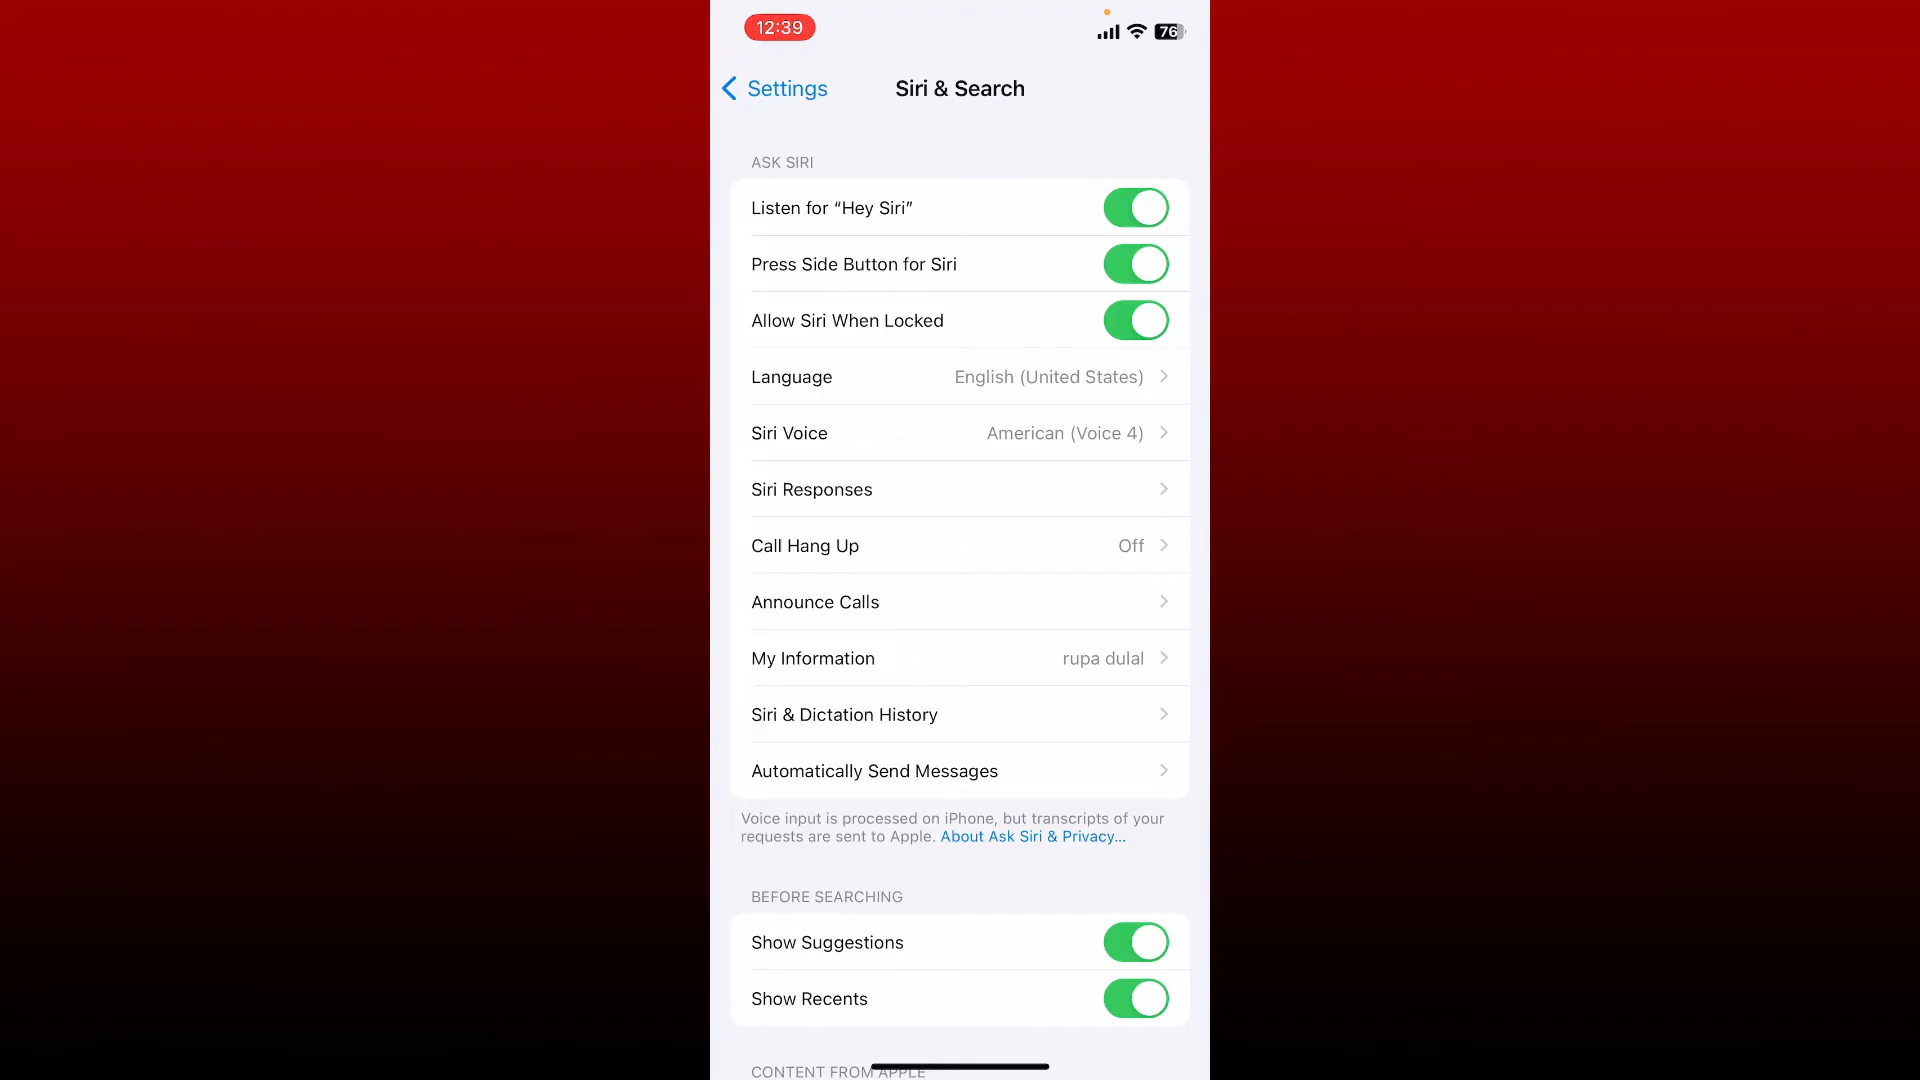 12:39
76
Settings
Siri & Search
ASK SIRI
Listen for “Hey Siri”
Press Side Button for Siri
Allow Siri When Locked
Language English (United States)
Siri Voice American (Voice 4)
Siri Responses
Call Hang Up Off
Announce Calls
My Information rupa dulal
Siri & Dictation History
Automatically Send Messages
Voice input is processed on iPhone, but transcripts of your
requests are sent to Apple. About Ask Siri & Privacy...
BEFORE SEARCHING
Show Suggestions
Show Recents
CONTENT FROM APPLE